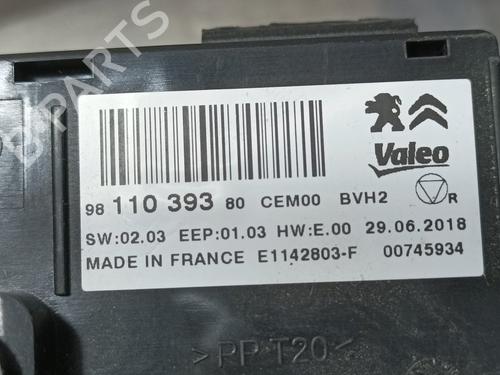 Valeo
98 110 393 80 CEM00 BVH2
R
SW:02.03 EEP:01.03 HW:E.00 29.06.2018
MADE IN FRANCE E1142803-F 00745934
>PP T20<
B-PARTS